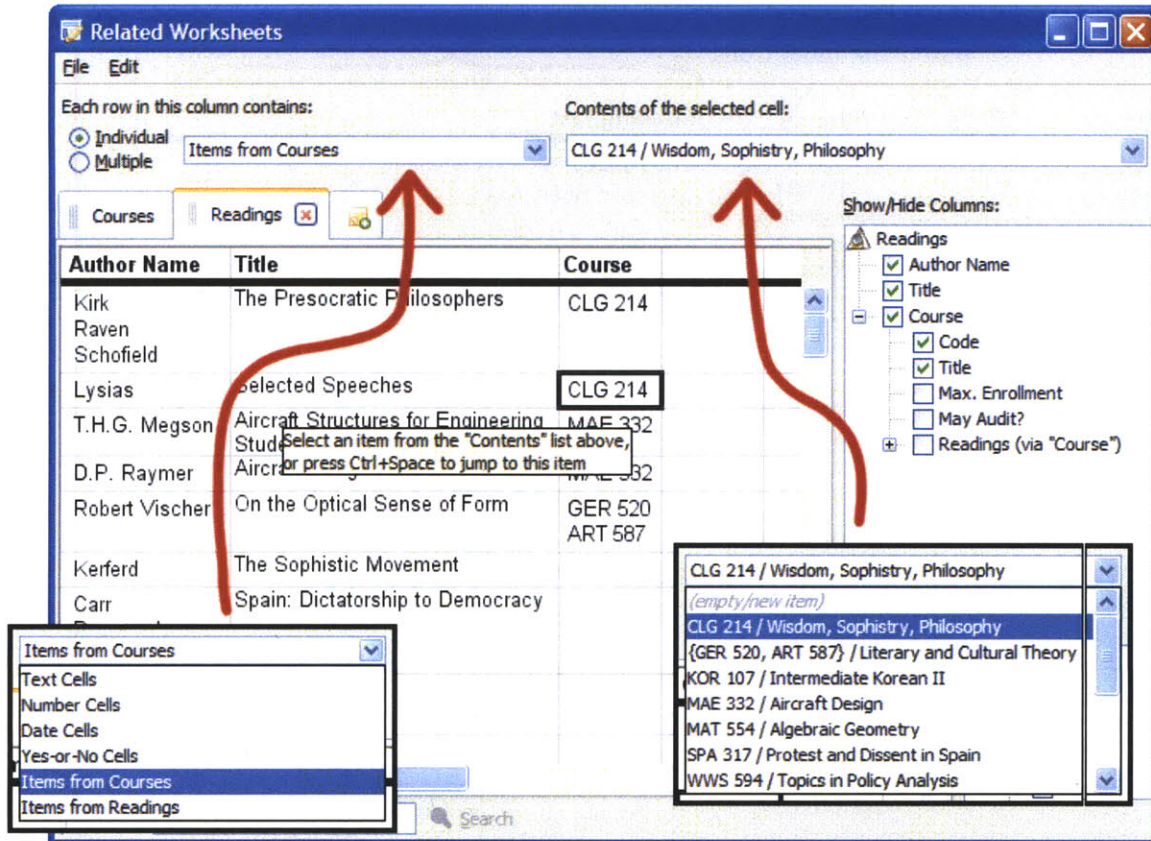 Related Worksheets
File Edit
Each row in this column contains:
Individual
Multiple
Items from Courses
Contents of the selected cell:
CLG 214 / Wisdom, Sophistry, Philosophy
Courses
Readings
Show/Hide Columns:
Readings
Author Name
Title
Course
Code
Title
Max. Enrollment
May Audit?
Readings (via "Course")
Author Name Title Course
Kirk The Presocratic Philosophers CLG 214
Raven
Schofield
Lysias Selected Speeches CLG 214
T.H.G. Megson Aircraft Structures for Engineering MAE 332
Select an item from the "Contents" list above,
or press Ctrl+Space to jump to this item
D.P. Raymer
Robert Vischer On the Optical Sense of Form GER 520
ART 587
Kerferd The Sophistic Movement
Carr Spain: Dictatorship to Democracy
Items from Courses
Text Cells
Number Cells
Date Cells
Yes-or-No Cells
Items from Courses
Items from Readings
CLG 214 / Wisdom, Sophistry, Philosophy
(empty/new item)
CLG 214 / Wisdom, Sophistry, Philosophy
{GER 520, ART 587} / Literary and Cultural Theory
KOR 107 / Intermediate Korean II
MAE 332 / Aircraft Design
MAT 554 / Algebraic Geometry
SPA 317 / Protest and Dissent in Spain
WWS 594 / Topics in Policy Analysis
Search